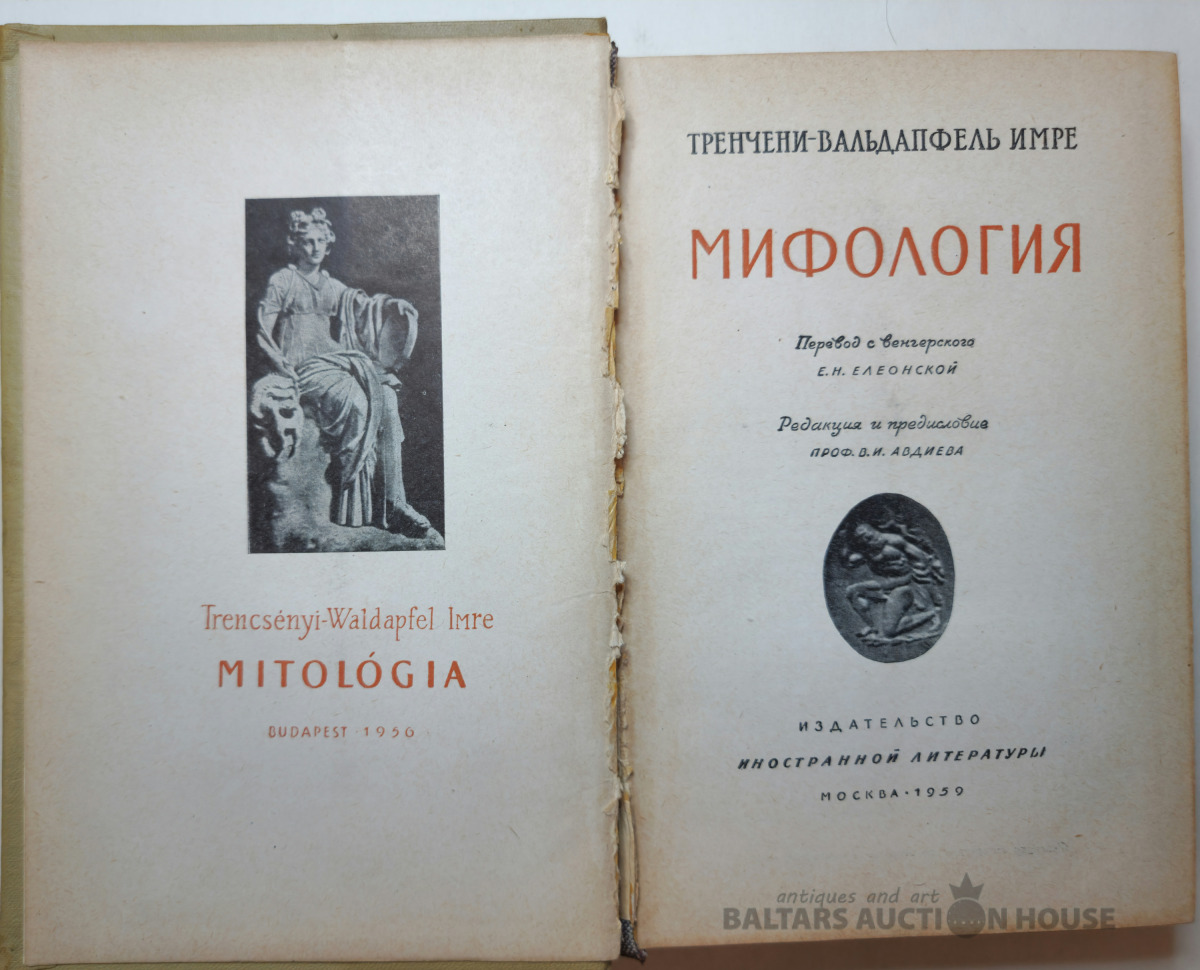 Trencsényi-Waldapfel Imre
MITOLÓGIA
BUDAPEST · 1956
ТРЕНЧЕНИ-ВАЛЬДАПФЕЛЬ ИМРЕ
МИФОЛОГИЯ
Перевод с венгерского
Е.Н. ЕЛЕОНСКОЙ
Редакция и предисловие
ПРОФ. В.И. АВДИЕВА
ИЗДАТЕЛЬСТВО
ИНОСТРАННОЙ ЛИТЕРАТУРЫ
МОСКВА · 1959
antiques and art
BALTARS AUCTION HOUSE